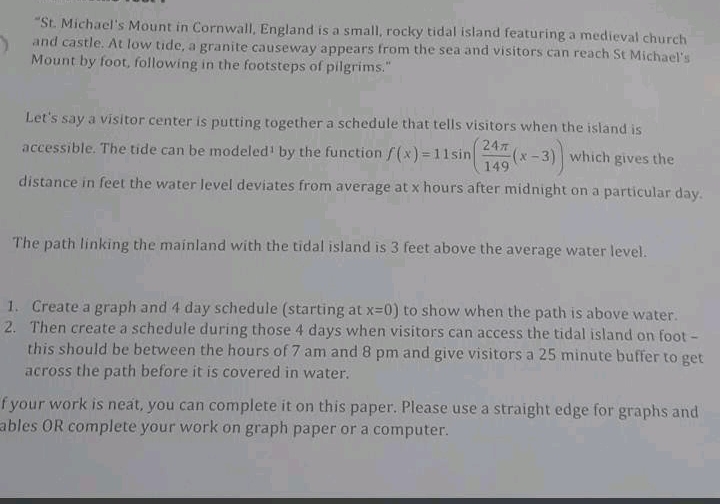 "St. Michael's Mount in Cornwall, England is a small, rocky tidal island featuring a medieval church
and castle. At low tide, a granite causeway appears from the sea and visitors can reach St Michael's
Mount by foot, following in the footsteps of pilgrims."
Let's say a visitor center is putting together a schedule that tells visitors when the island is
accessible. The tide can be modeled¹ by the function f(x)=11sin(24π/149(x-3)) which gives the
distance in feet the water level deviates from average at x hours after midnight on a particular day.
The path linking the mainland with the tidal island is 3 feet above the average water level.
1. Create a graph and 4 day schedule (starting at x=0) to show when the path is above water.
2. Then create a schedule during those 4 days when visitors can access the tidal island on foot –
this should be between the hours of 7 am and 8 pm and give visitors a 25 minute buffer to get
across the path before it is covered in water.
f your work is neat, you can complete it on this paper. Please use a straight edge for graphs and
ables OR complete your work on graph paper or a computer.